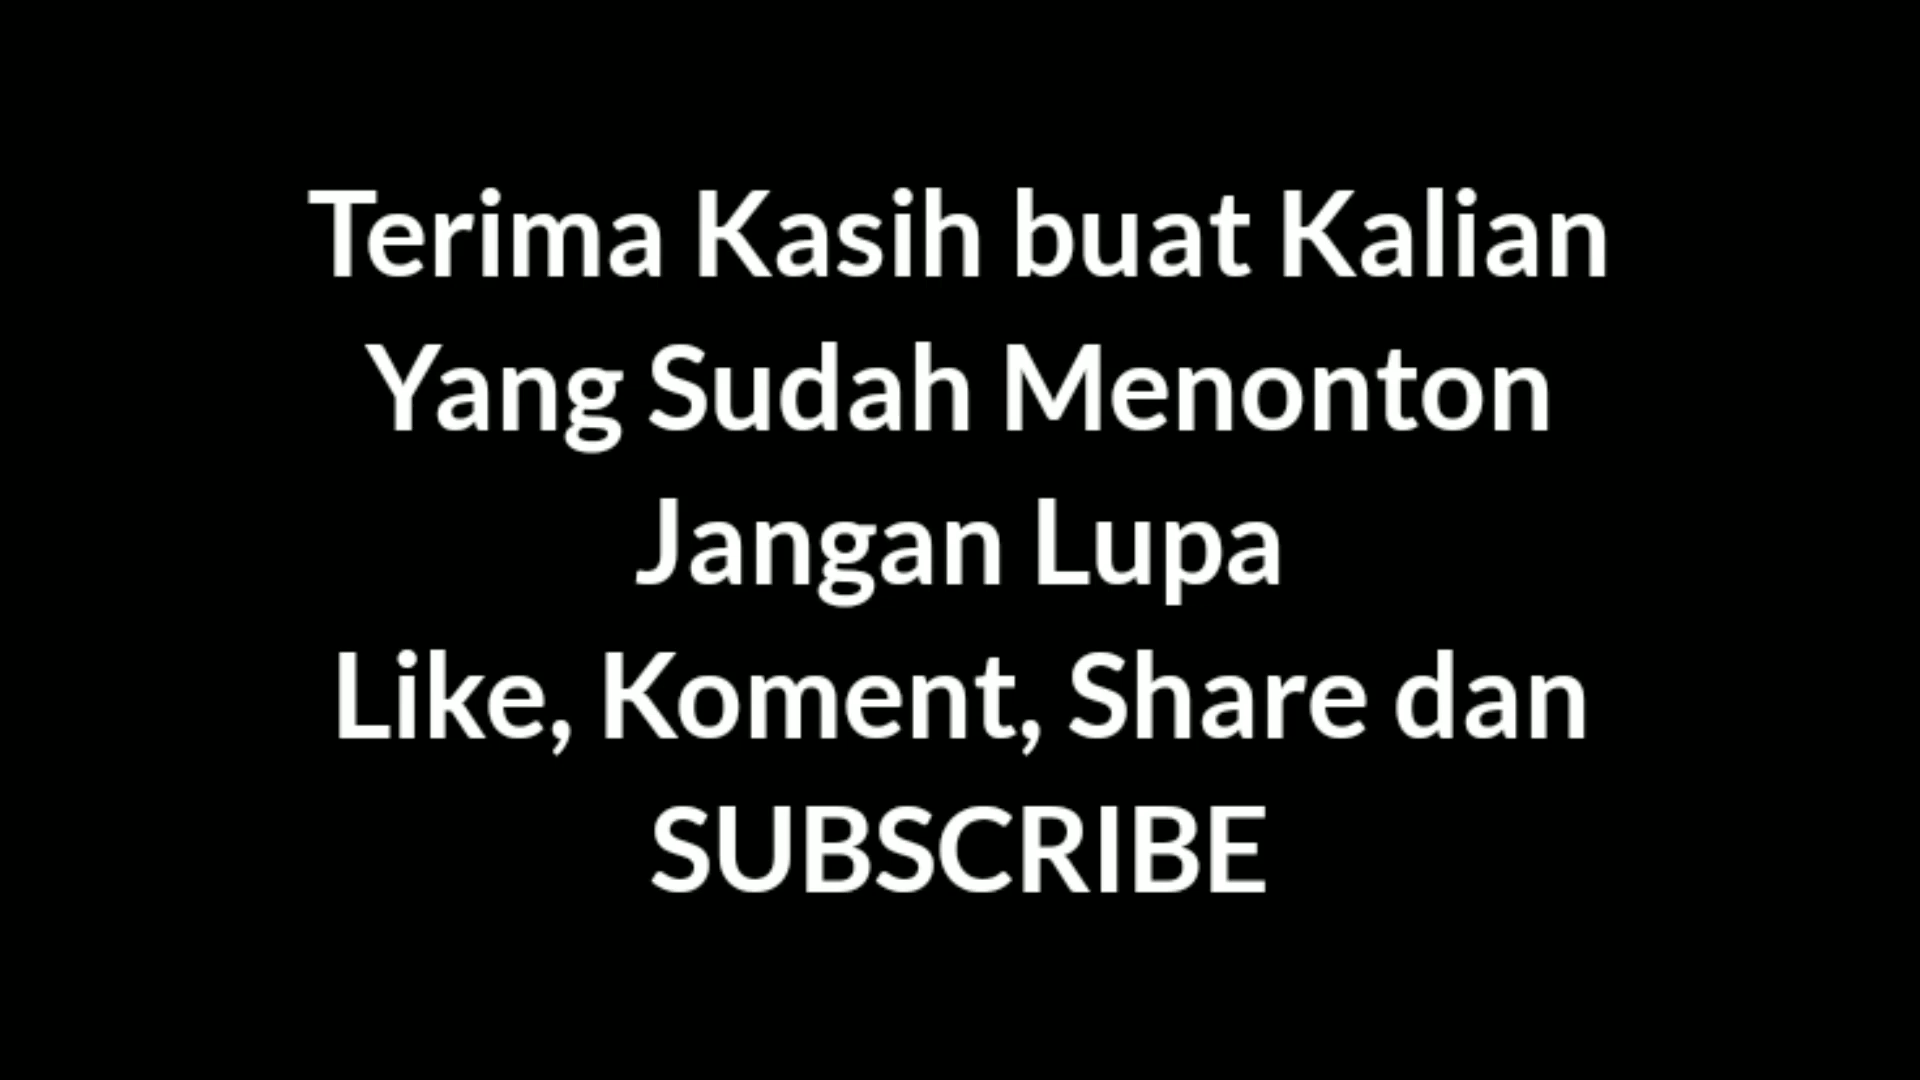 Terima Kasih buat Kalian
Yang Sudah Menonton
Jangan Lupa
Like, Koment, Share dan
SUBSCRIBE